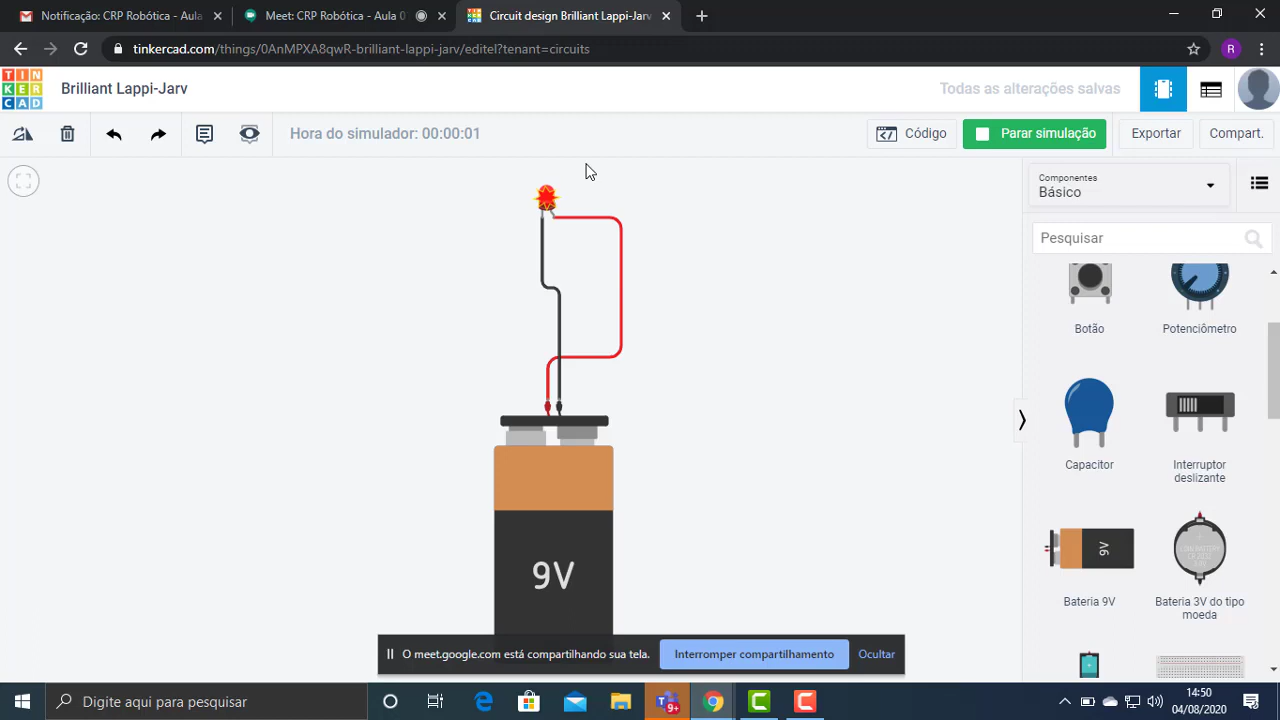 Notificação: CRP Robótica - Aula
Meet: CRP Robótica - Aula 0
Circuit design Brilliant Lappi-Jarv
tinkercad.com/things/0AnMPXA8qwR-brilliant-lappi-jarv/editel?tenant=circuits
R
TIN
KER
CAD
Brilliant Lappi-Jarv
Todas as alterações salvas
Hora do simulador: 00:00:01
Código
Parar simulação
Exportar
Compart.
Componentes
Básico
Pesquisar
Botão
Potenciômetro
Capacitor
Interruptor
deslizante
9V
Bateria 9V
Bateria 3V do tipo
moeda
9V
O meet.google.com está compartilhando sua tela.
Interromper compartilhamento
Ocultar
Digite aqui para pesquisar
9+
14:50
04/08/2020